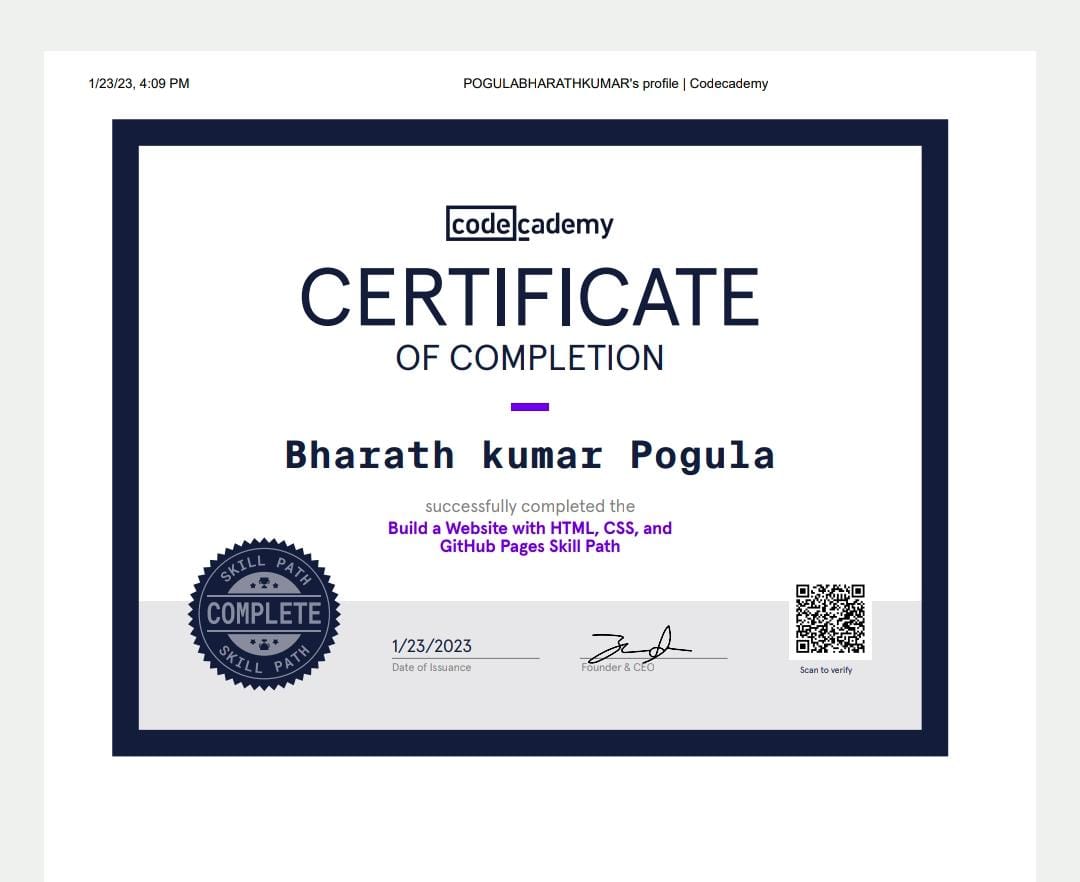 1/23/23, 4:09 PM
POGULABHARATHKUMAR's profile | Codecademy
codecademy
CERTIFICATE
OF COMPLETION
Bharath kumar Pogula
successfully completed the
Build a Website with HTML, CSS, and
GitHub Pages Skill Path
SKILL PATH
COMPLETE
SKILL PATH
1/23/2023
Date of Issuance
Founder & CEO
Scan to verify